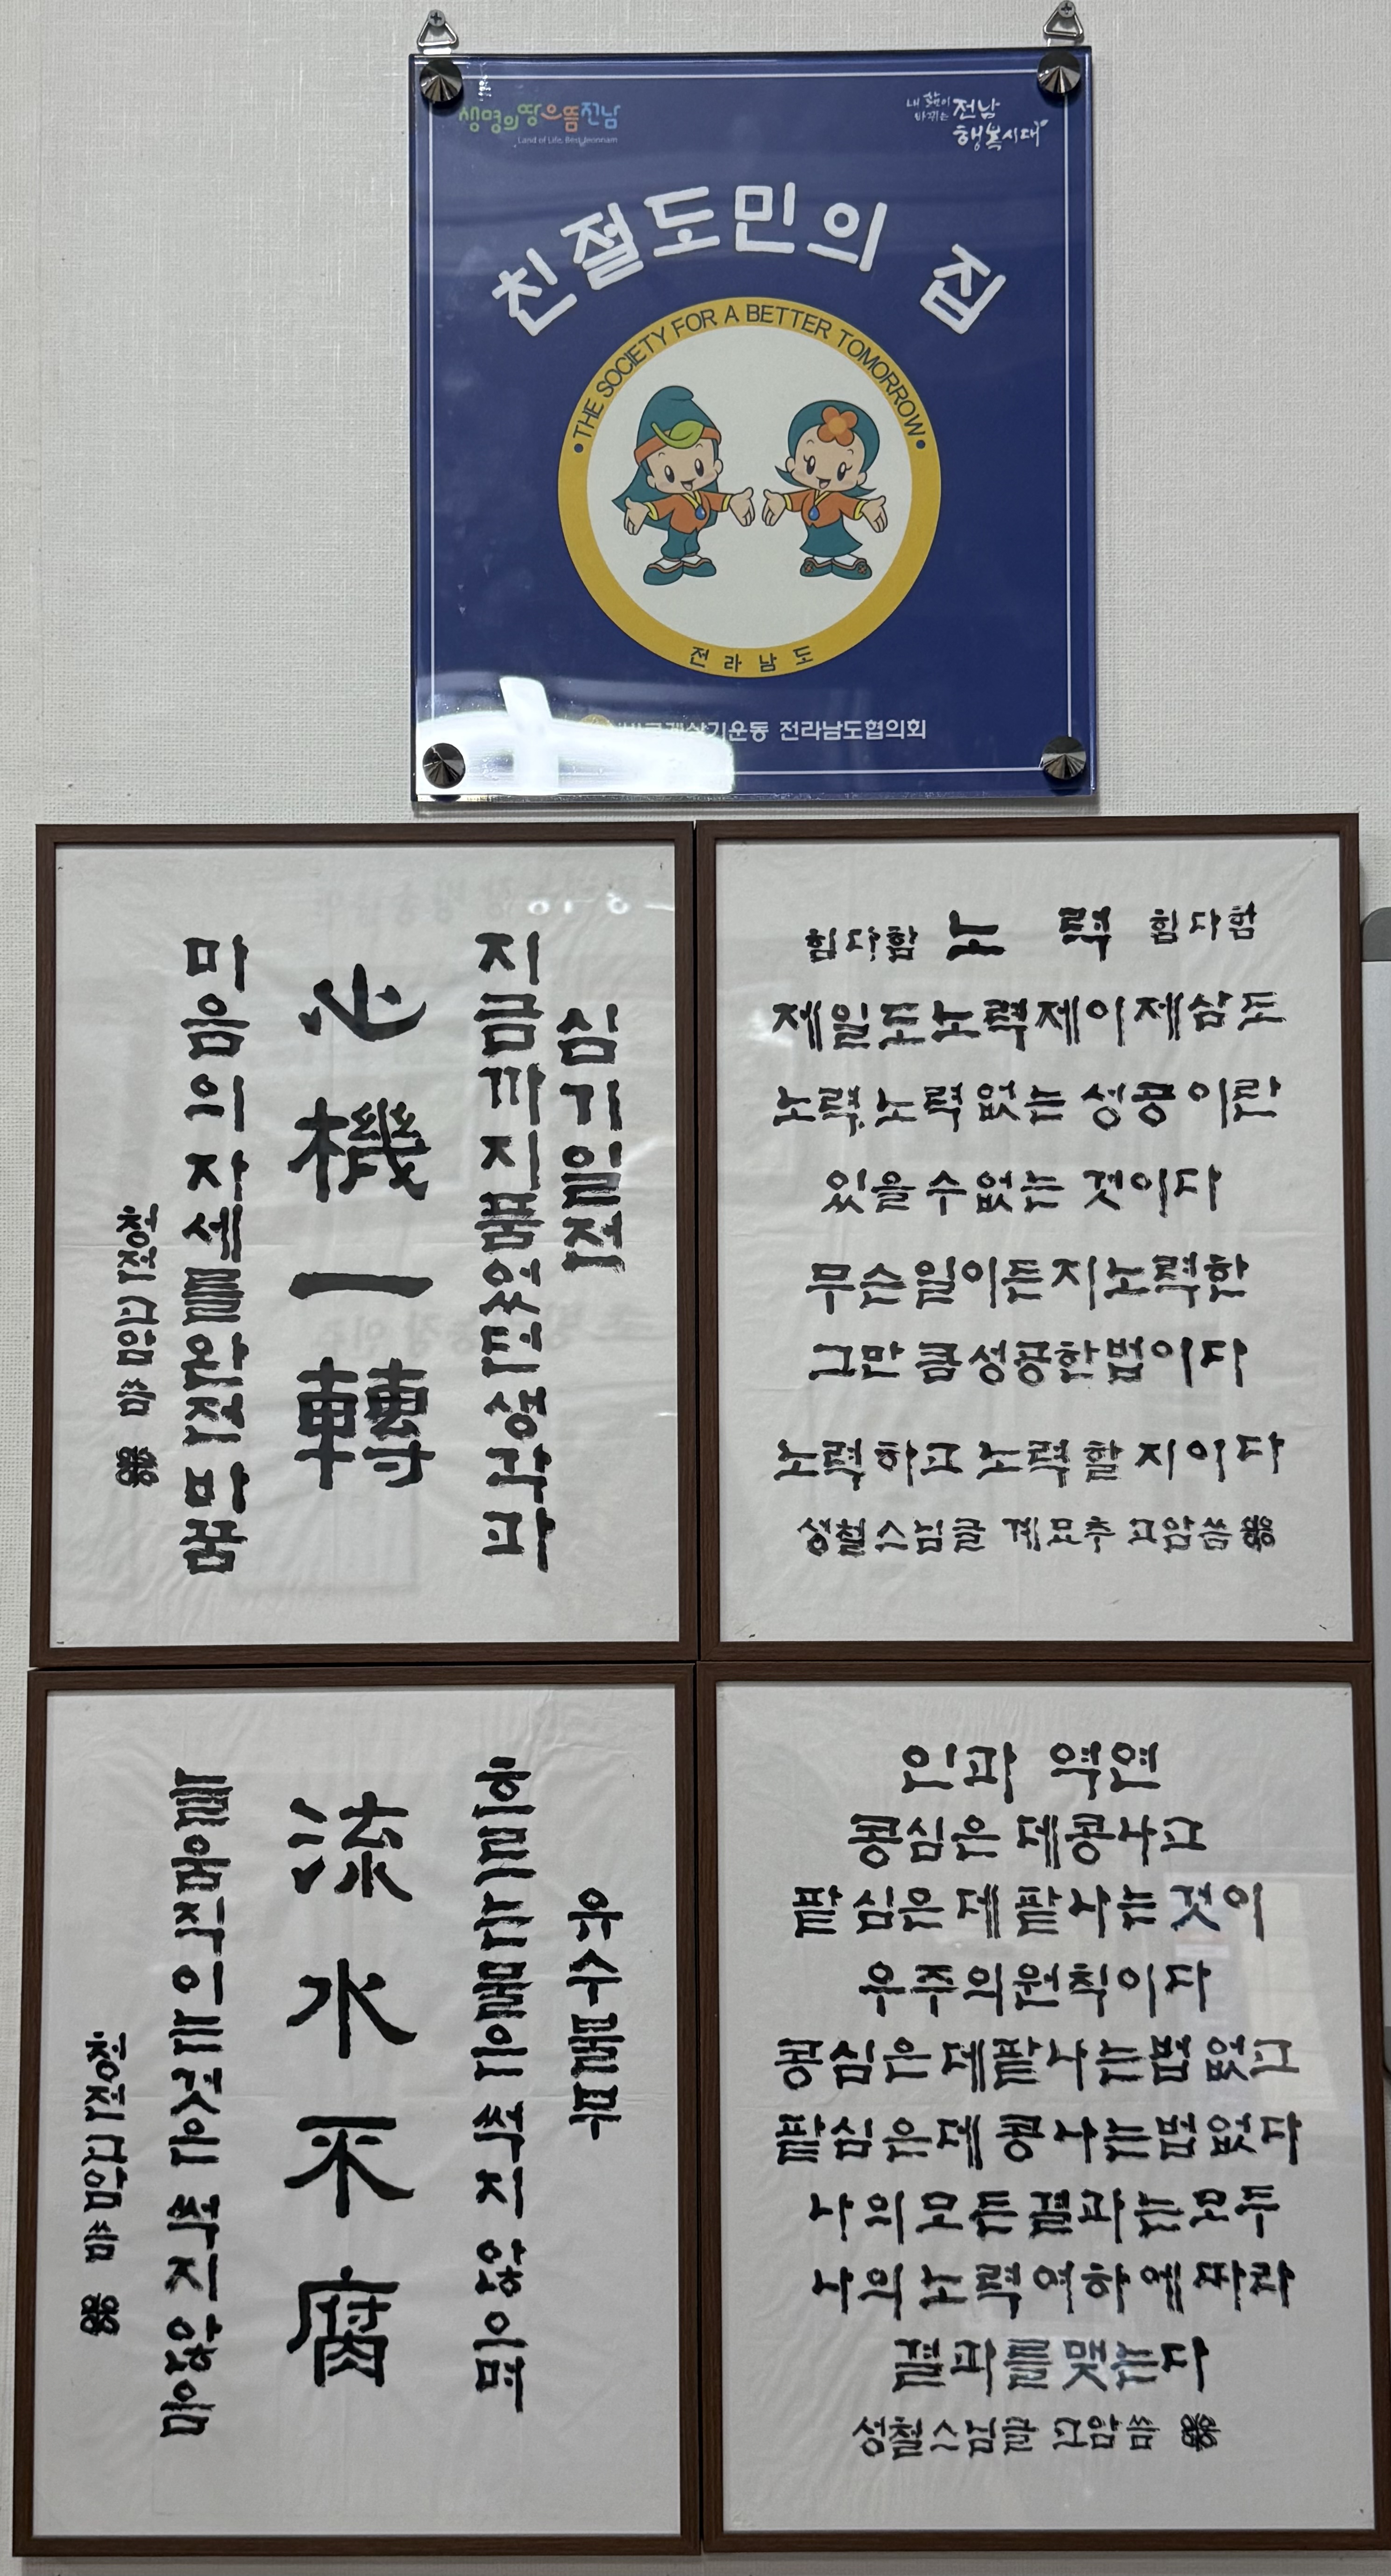 생명의땅으뜸전남
Land of Life, Best Jeonnam
내 삶이
바뀌는 전남
행복시대
친절도민의 집
THE SOCIETY FOR A BETTER TOMORROW
전라남도
바르게살기운동 전라남도협의회
심기일전
지금까지품었던생각과
心機一轉
마음의자세를완전바꿈
청전고암씀
힘다함 노 력 힘다함
제일도노력제이제삼도
노력.노력없는 성공이란
있을수없는 것이다
무슨일이든지노력한
그만큼성공한법이다
노력하고 노력할지이다
성철스님글 계묘추 고암씀
유수불부
흐르는물은썩지않으며
流水不腐
늘움직이는것은썩지않음
청전고암씀
인과 역연
콩심은데콩나고
팥심은데팥나는것이
우주의원칙이다
콩심은데팥나는법없고
팥심은데콩나는법없다
나의모든결과는모두
나의노력여하에따라
결과를맺는다
성철스님글 고암씀